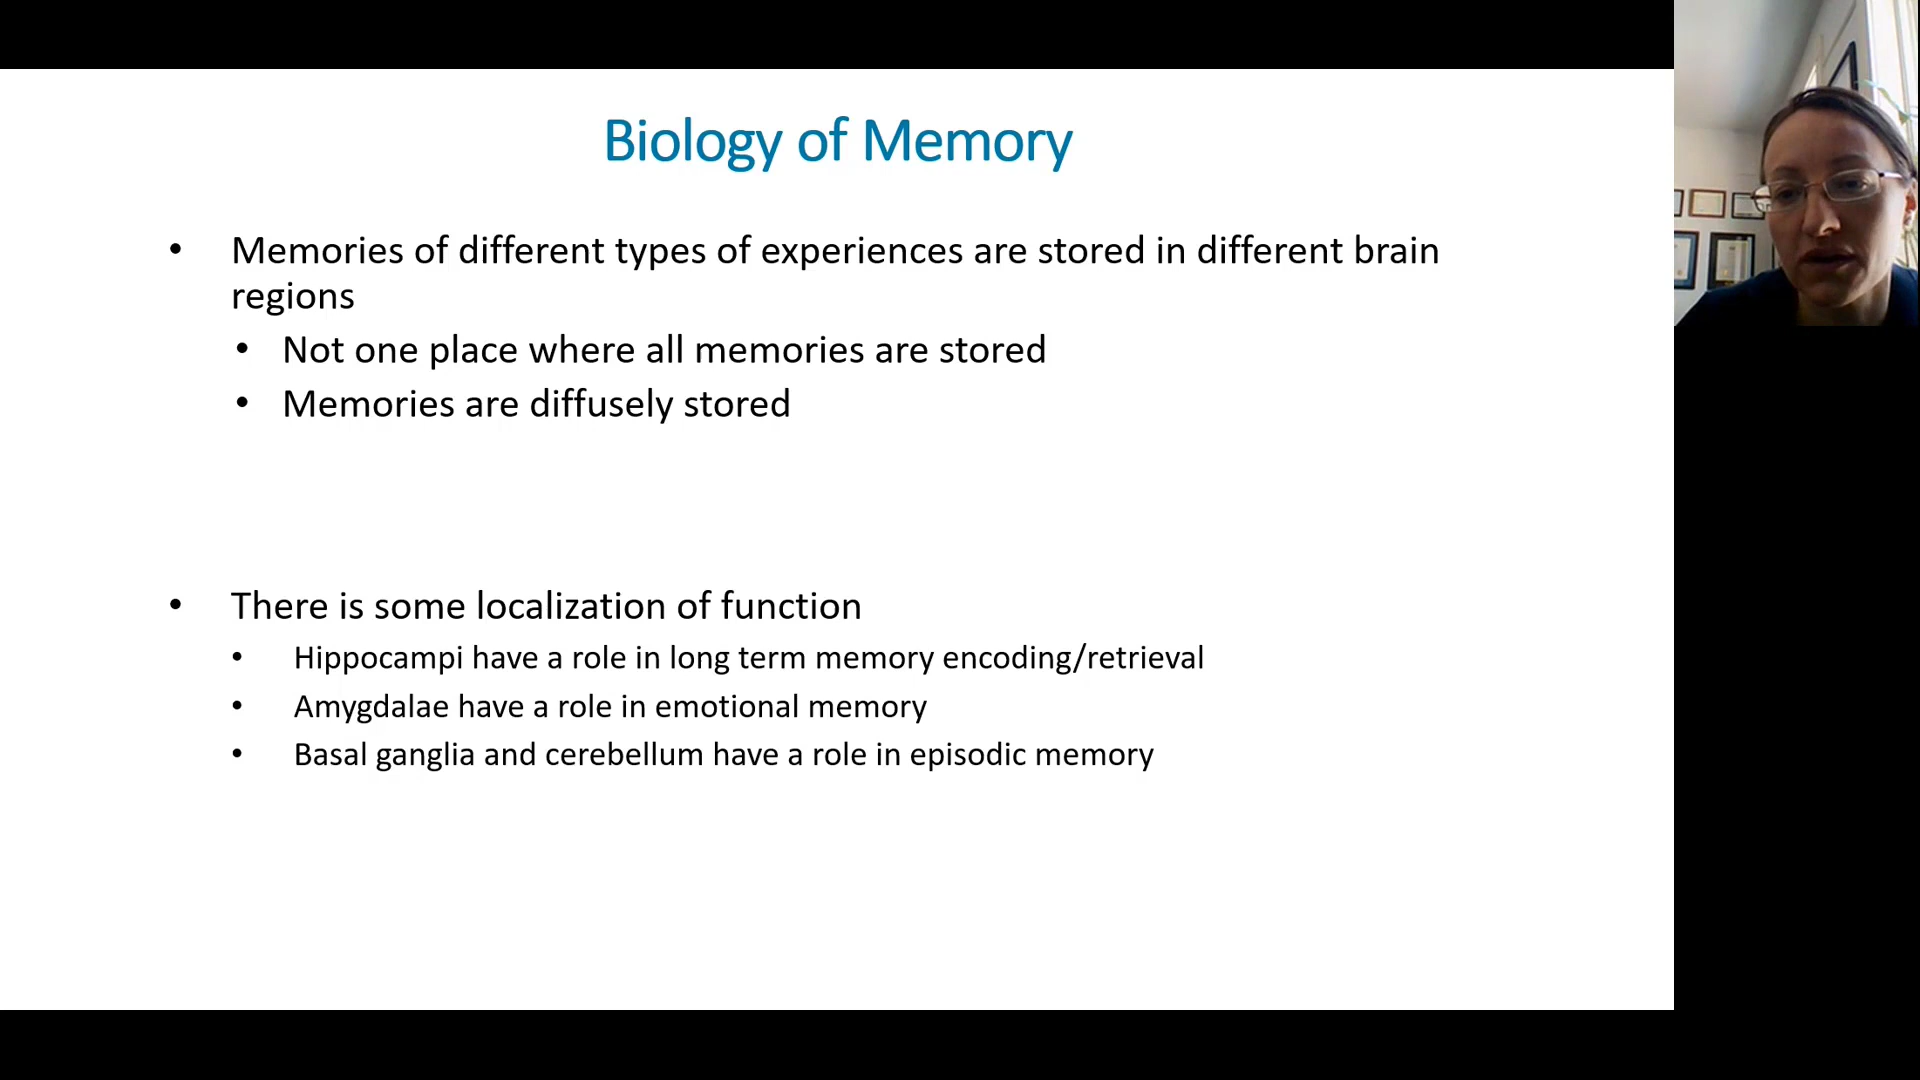 Biology of Memory
• Memories of different types of experiences are stored in different brain
regions
• Not one place where all memories are stored
• Memories are diffusely stored
• There is some localization of function
• Hippocampi have a role in long term memory encoding/retrieval
• Amygdalae have a role in emotional memory
• Basal ganglia and cerebellum have a role in episodic memory